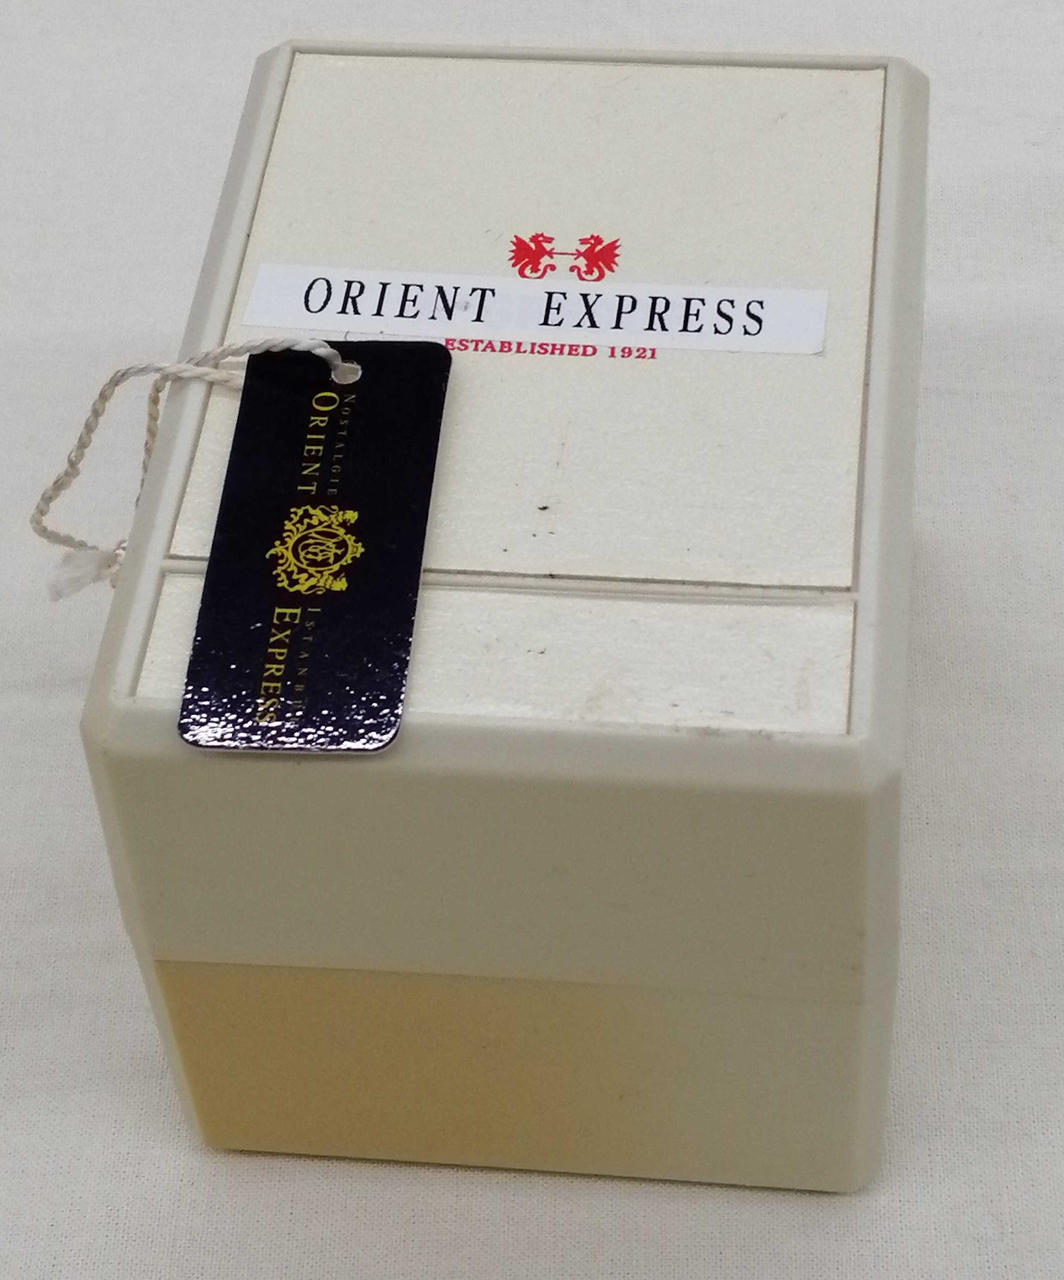 ORIENT EXPRESS
ESTABLISHED 1921
NOSTALGIE
ORIENT
ISTANBUL
EXPRESS